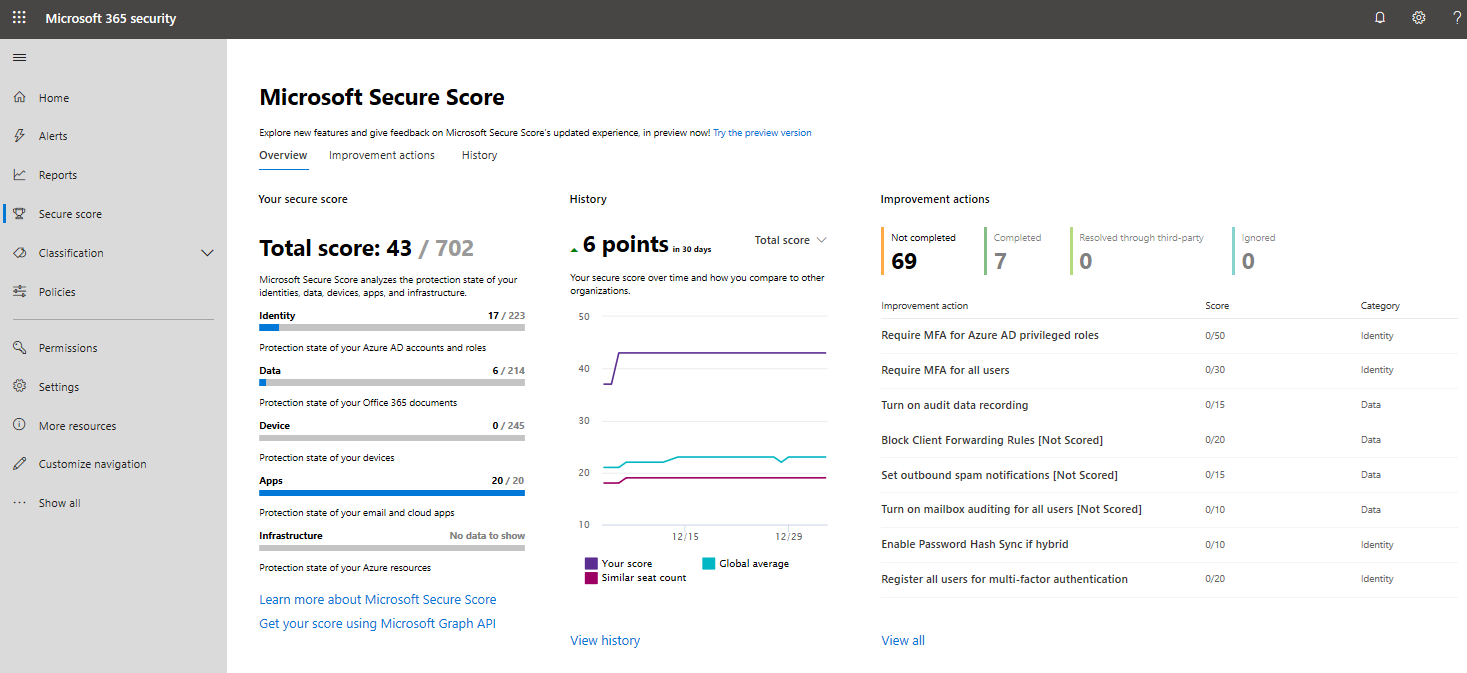 Microsoft 365 security
?
Home
Alerts
Reports
Secure score
Classification
Policies
Permissions
Settings
More resources
Customize navigation
Show all
Microsoft Secure Score
Explore new features and give feedback on Microsoft Secure Score's updated experience, in preview now! Try the preview version
Overview Improvement actions History
Your secure score
Total score: 43 / 702
Microsoft Secure Score analyzes the protection state of your
identities, data, devices, apps, and infrastructure.
Identity 17 / 223
Protection state of your Azure AD accounts and roles
Data 6 / 214
Protection state of your Office 365 documents
Device 0 / 245
Protection state of your devices
Apps 20 / 20
Protection state of your email and cloud apps
Infrastructure No data to show
Protection state of your Azure resources
Learn more about Microsoft Secure Score
Get your score using Microsoft Graph API
History
6 points in 30 days Total score
Your secure score over time and how you compare to other
organizations.
50
40
30
20
10
12/15 12/29
Your score Global average
Similar seat count
View history
Improvement actions
Not completed Completed Resolved through third-party Ignored
69 7 0 0
Improvement action Score Category
Require MFA for Azure AD privileged roles 0/50 Identity
Require MFA for all users 0/30 Identity
Turn on audit data recording 0/15 Data
Block Client Forwarding Rules [Not Scored] 0/20 Data
Set outbound spam notifications [Not Scored] 0/15 Data
Turn on mailbox auditing for all users [Not Scored] 0/10 Data
Enable Password Hash Sync if hybrid 0/10 Identity
Register all users for multi-factor authentication 0/20 Identity
View all